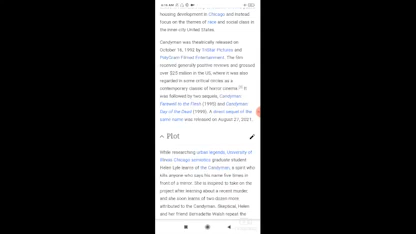 housing development in Chicago and instead
focus on the themes of race and social class in
the inner-city United States.
Candyman was theatrically released on
October 16, 1992 by TriStar Pictures and
PolyGram Filmed Entertainment. The film
received generally positive reviews and grossed
over $25 million in the US, where it was also
regarded in some critical circles as a
contemporary classic of horror cinema. It
was followed by two sequels, Candyman:
Farewell to the Flesh (1995) and Candyman:
Day of the Dead (1999). A direct sequel of the
same name was released on August 27, 2021.
Plot
While researching urban legends, University of
Illinois Chicago semiotics graduate student
Helen Lyle learns of the Candyman, a spirit who
kills anyone who says his name five times in
front of a mirror. She is inspired to take on the
project after learning about a recent murder,
and she soon learns of two dozen more
attributed to the Candyman. Skeptical, Helen
and her friend Bernadette Walsh repeat the